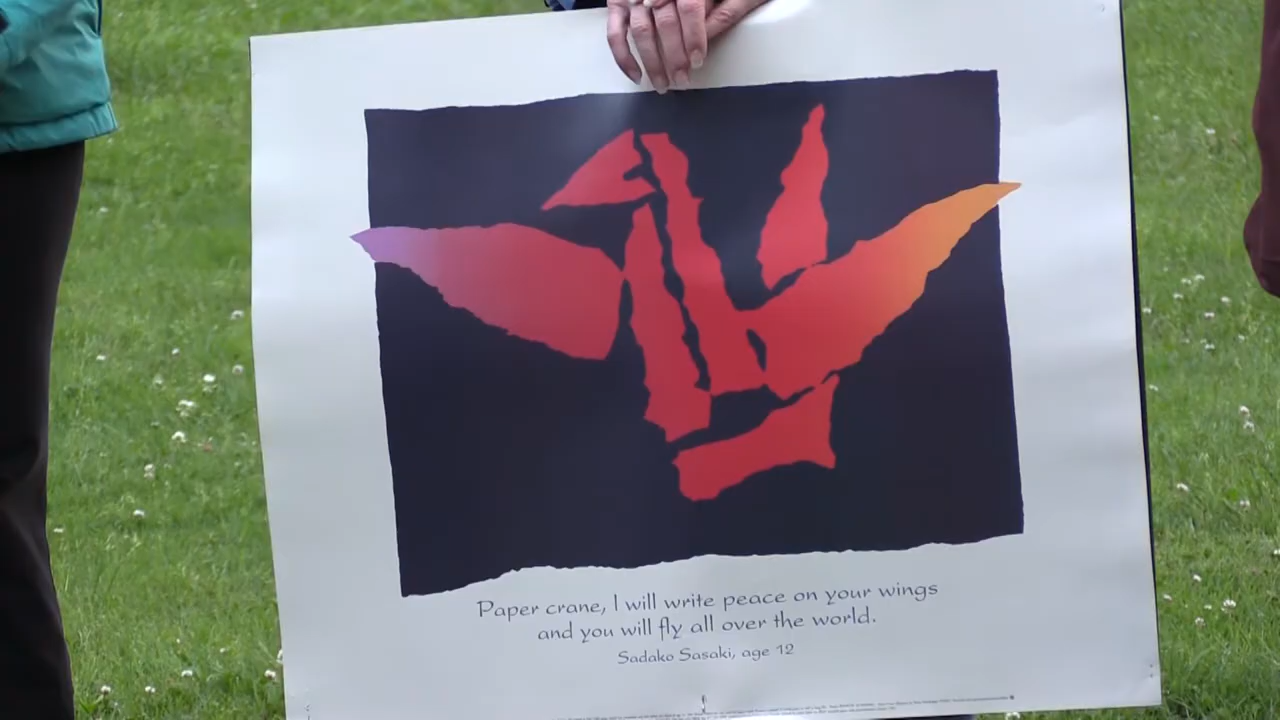 Paper crane, I will write peace on your wings
and you will fly all over the world.
Sadako Sasaki, age 12